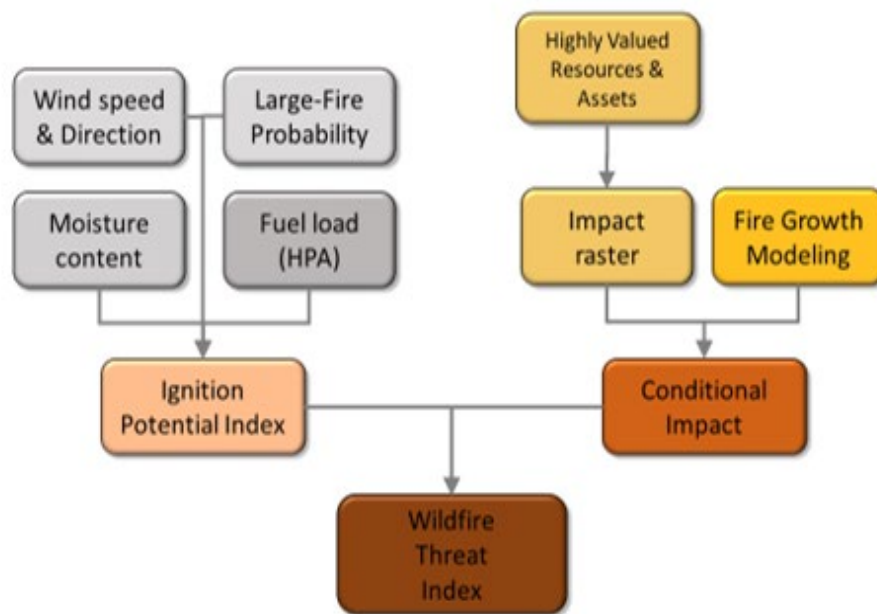 Highly Valued
Resources &
Assets
Wind speed
& Direction
Large-Fire
Probability
Moisture
content
Fuel load
(HPA)
Impact
raster
Fire Growth
Modeling
Ignition
Potential Index
Conditional
Impact
Wildfire
Threat
Index